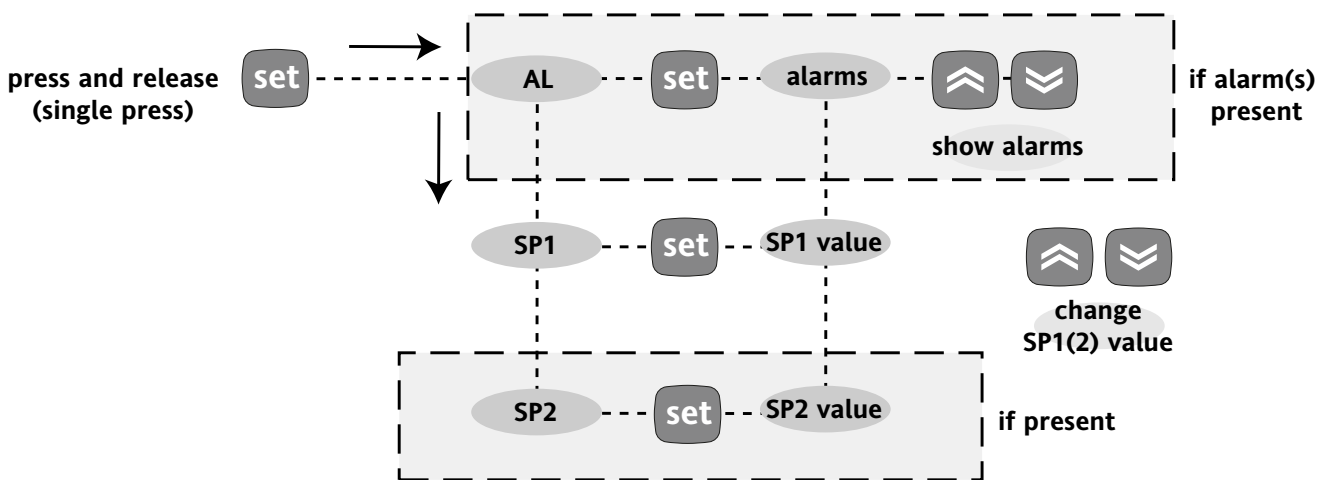 press and release
(single press)
set
AL
set
alarms
show alarms
if alarm(s)
present
SP1
set
SP1 value
change
SP1(2) value
SP2
set
SP2 value
if present